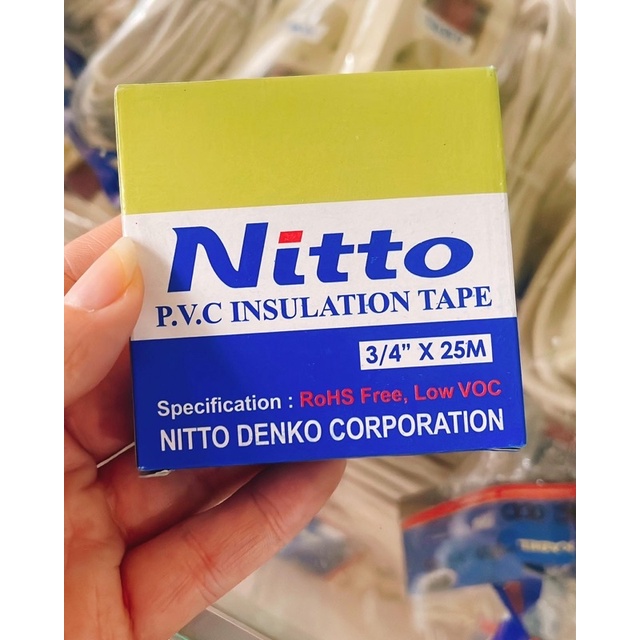 Nitto
P.V.C INSULATION TAPE
3/4" X 25M
Specification : RoHS Free, Low VOC
NITTO DENKO CORPORATION